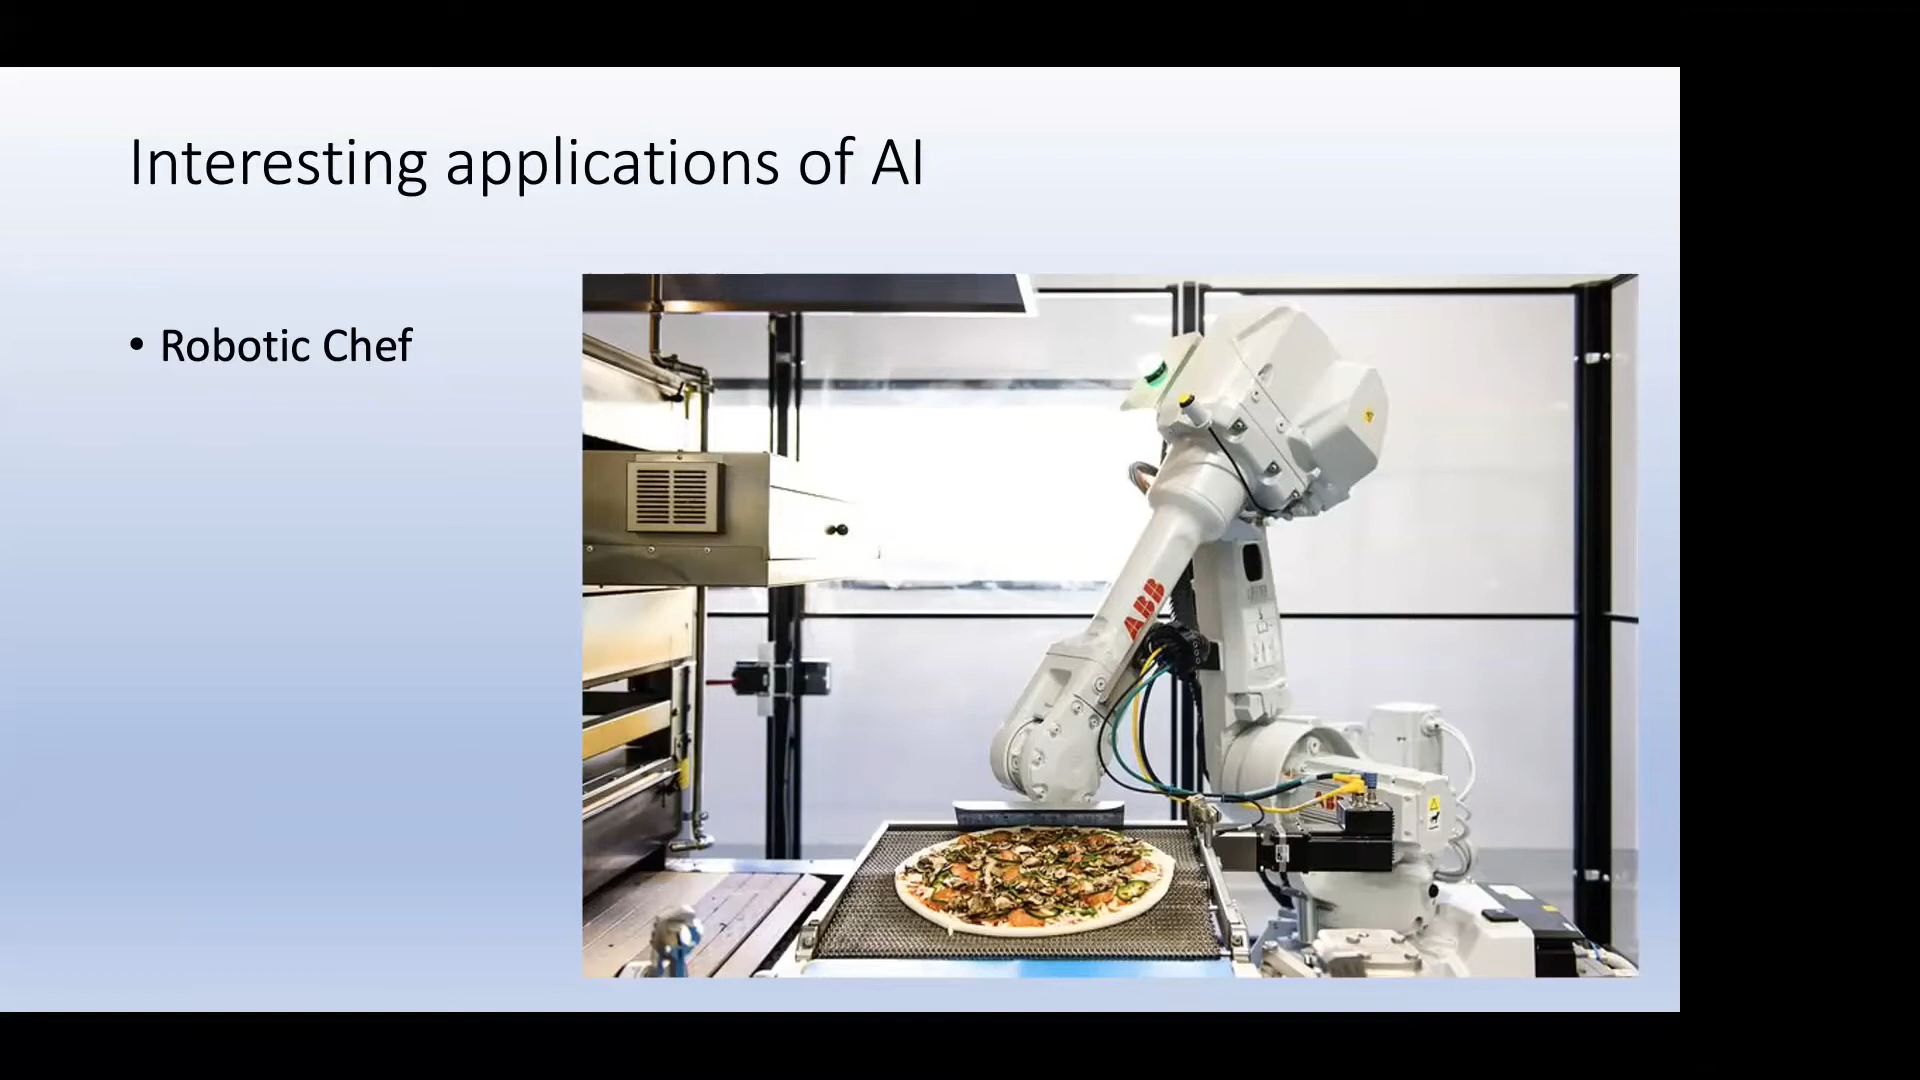 Interesting applications of AI
• Robotic Chef
ABB